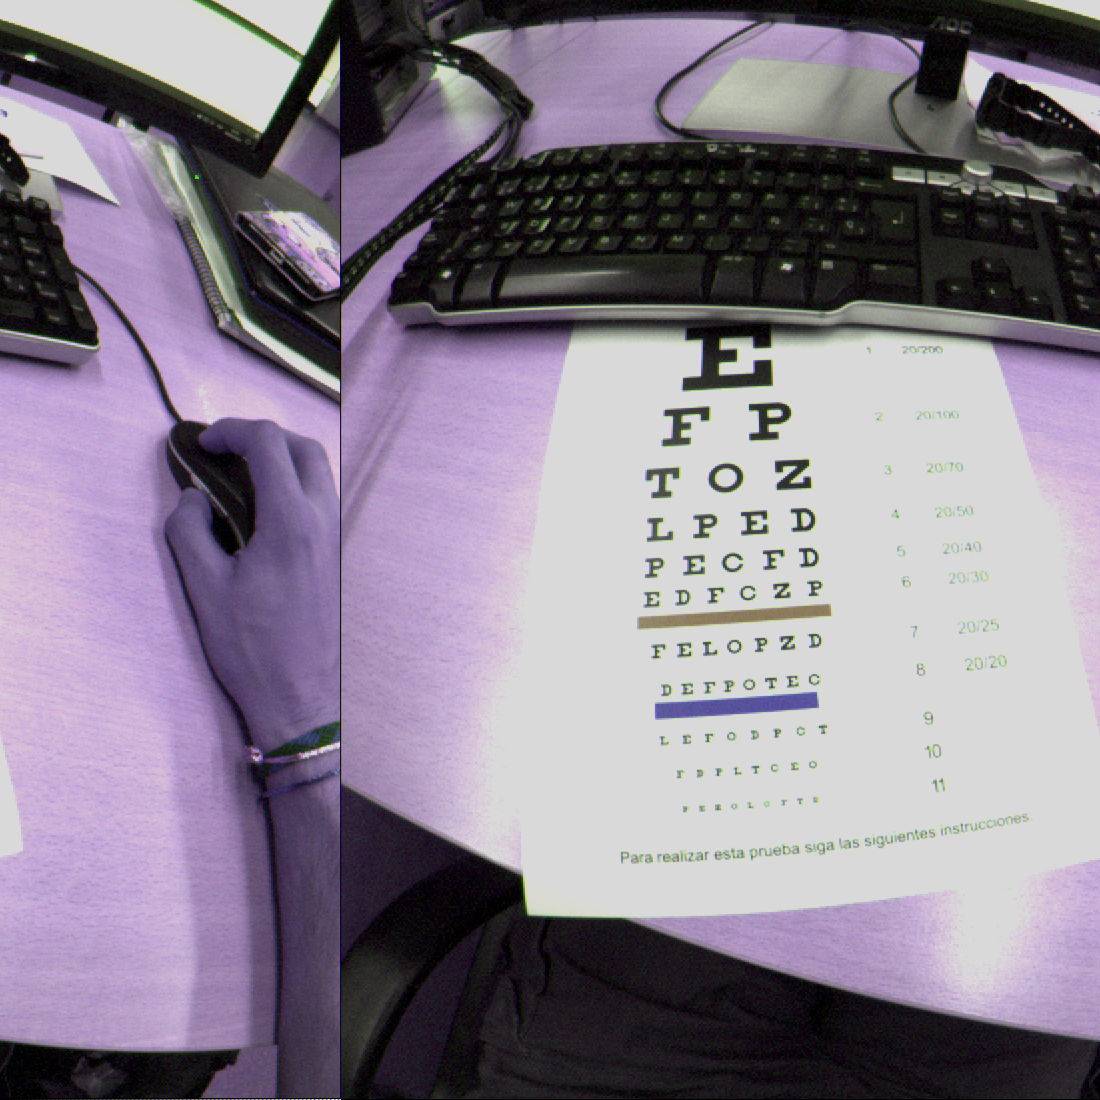 AOC
E 1 20/200
F P 2 20/100
T O Z 3 20/70
L P E D 4 20/50
P E C F D 5 20/40
E D F C Z P 6 20/30
F E L O P Z D 7 20/25
D E F P O T E C 8 20/20
L E F O D P C T 9
F D P L T C E O 10
11
Para realizar esta prueba siga las siguientes instrucciones